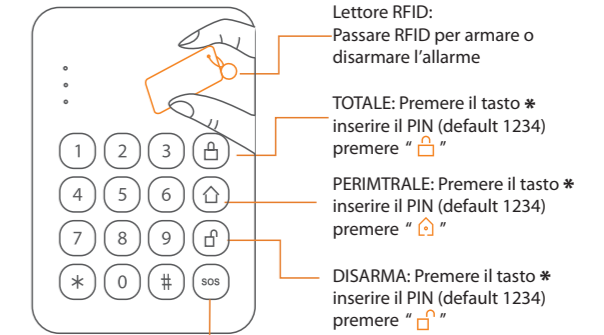 Lettore RFID:
Passare RFID per armare o
disarmare l'allarme
TOTALE: Premere il tasto *
inserire il PIN (default 1234)
premere “ ”
PERIMTRALE: Premere il tasto *
inserire il PIN (default 1234)
premere “ ”
DISARMA: Premere il tasto *
inserire il PIN (default 1234)
premere “ ”
1 2 3
4 5 6
7 8 9
* 0 # SOS